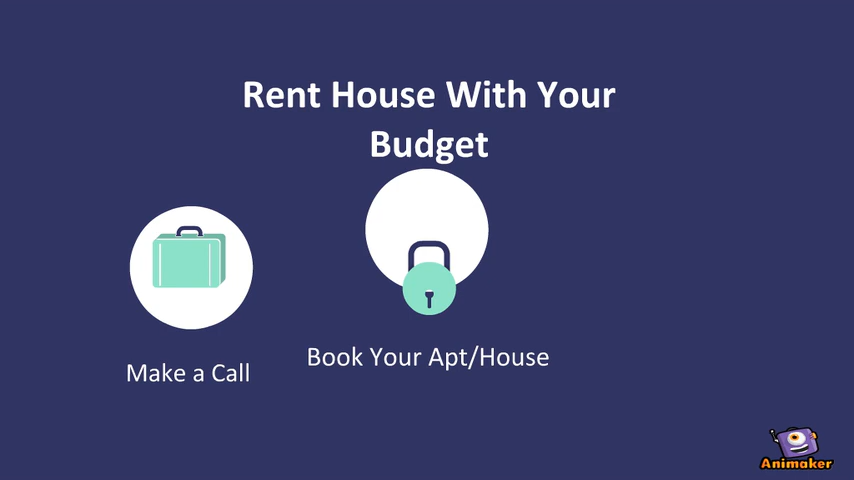 Rent House With Your
Budget
Make a Call
Book Your Apt/House
Animaker